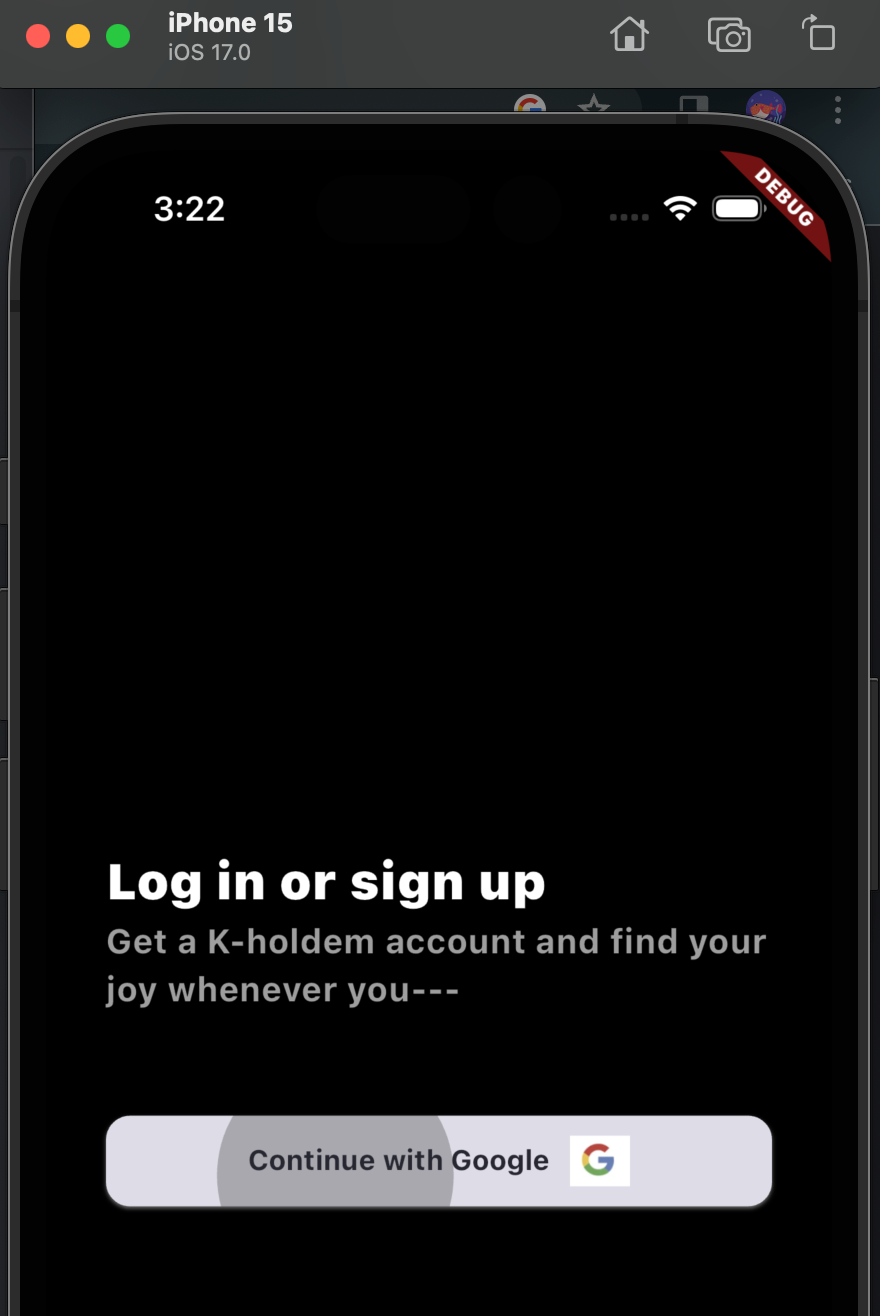 iPhone 15
iOS 17.0
3:22
DEBUG
Log in or sign up
Get a K-holdem account and find your
joy whenever you---
Continue with Google